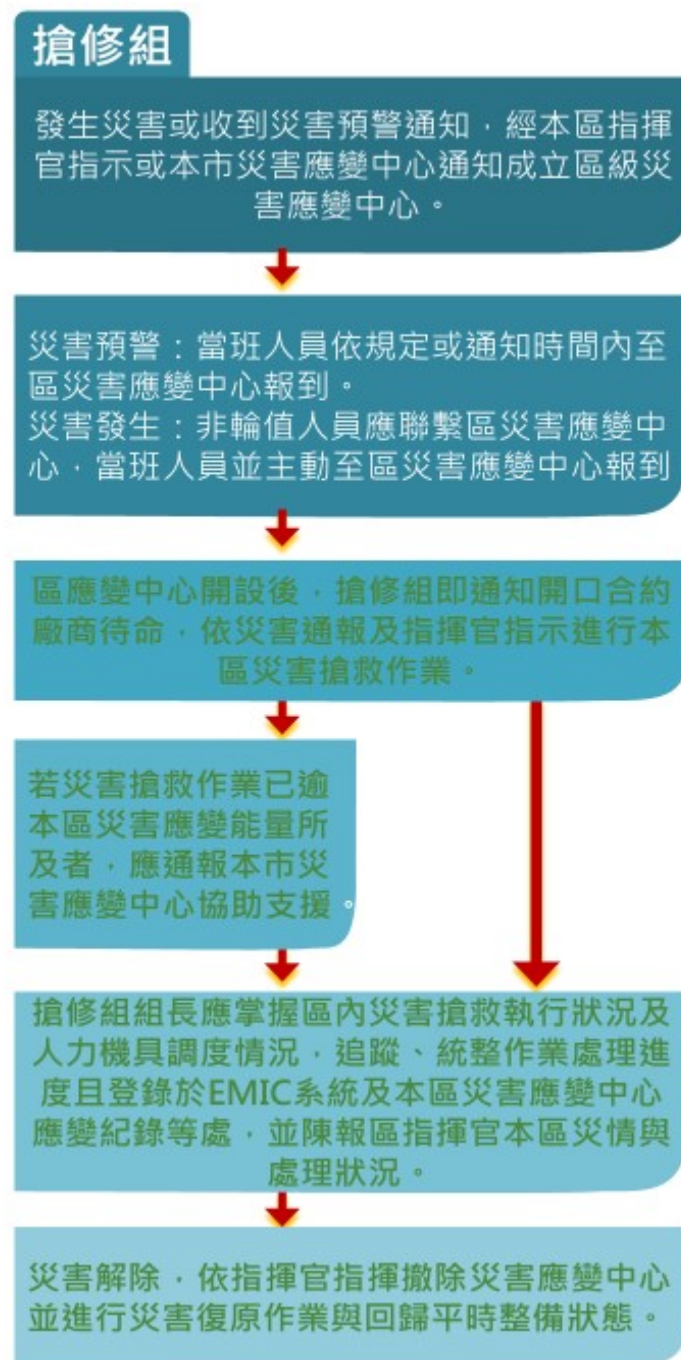 搶修組
發生災害或收到災害預警通知，經本區指揮
官指示或本市災害應變中心通知成立區級災
害應變中心。
災害預警：當班人員依規定或通知時間內至
區災害應變中心報到。
災害發生：非輪值人員應聯繫區災害應變中
心，當班人員並主動至區災害應變中心報到
區應變中心開設後，搶修組即通知開口合約
廠商待命，依災害通報及指揮官指示進行本
區災害搶救作業。
若災害搶救作業已逾
本區災害應變能量所
及者，應通報本市災
害應變中心協助支援。
搶修組組長應掌握區內災害搶救執行狀況及
人力機具調度情況，追蹤、統整作業處理進
度且登錄於EMIC系統及本區災害應變中心
應變紀錄等處，並陳報區指揮官本區災情與
處理狀況。
災害解除，依指揮官指揮撤除災害應變中心
並進行災害復原作業與回歸平時整備狀態。